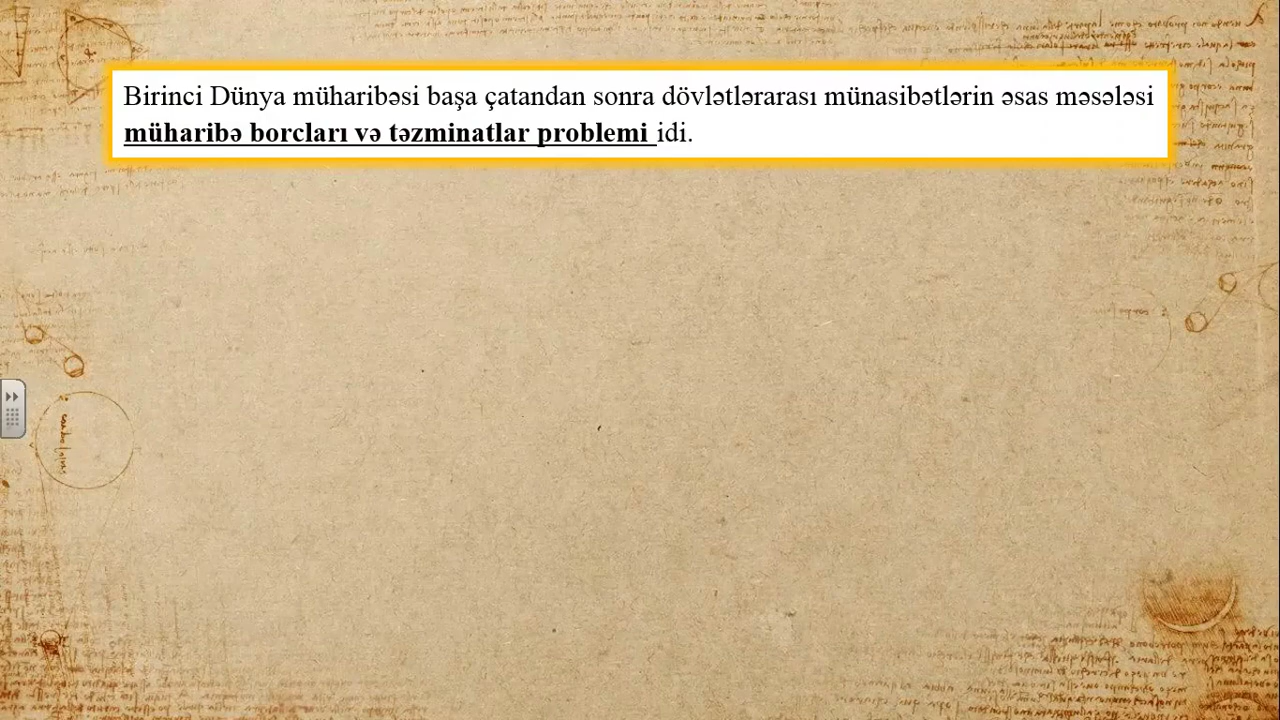 Birinci Dünya müharibəsi başa çatandan sonra dövlətlərarası münasibətlərin əsas məsələsi
müharibə borcları və təzminatlar problemi idi.